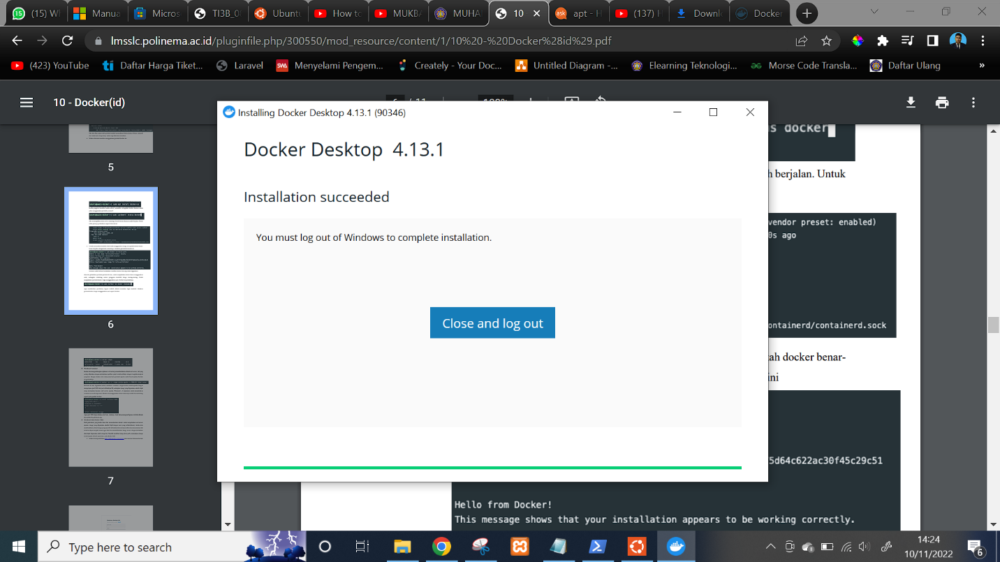 (15) W
Manua
Micros
TI3B_0
Ubuntu
How to
MUKBA
MUHA
10
apt - H
(137) H
Downl
Docker
lmsslc.polinema.ac.id/pluginfile.php/300550/mod_resource/content/1/10%20-%20Docker%28id%29.pdf
(423) YouTube
Daftar Harga Tiket...
Laravel
SWA
Menyelami Pengem...
Creately - Your Doc...
Untitled Diagram -...
Elearning Teknologi...
Morse Code Transla...
Daftar Ulang
»
10 - Docker(id)
Installing Docker Desktop 4.13.1 (90346)
Docker Desktop 4.13.1
Installation succeeded
You must log out of Windows to complete installation.
Close and log out
5
6
7
s docker
h berjalan. Untuk
vendor preset: enabled)
0s ago
ontainerd/containerd.sock
ah docker benar-
ini
5d64c622ac30f45c29c51
Hello from Docker!
This message shows that your installation appears to be working correctly.
Type here to search
14:24
10/11/2022
6